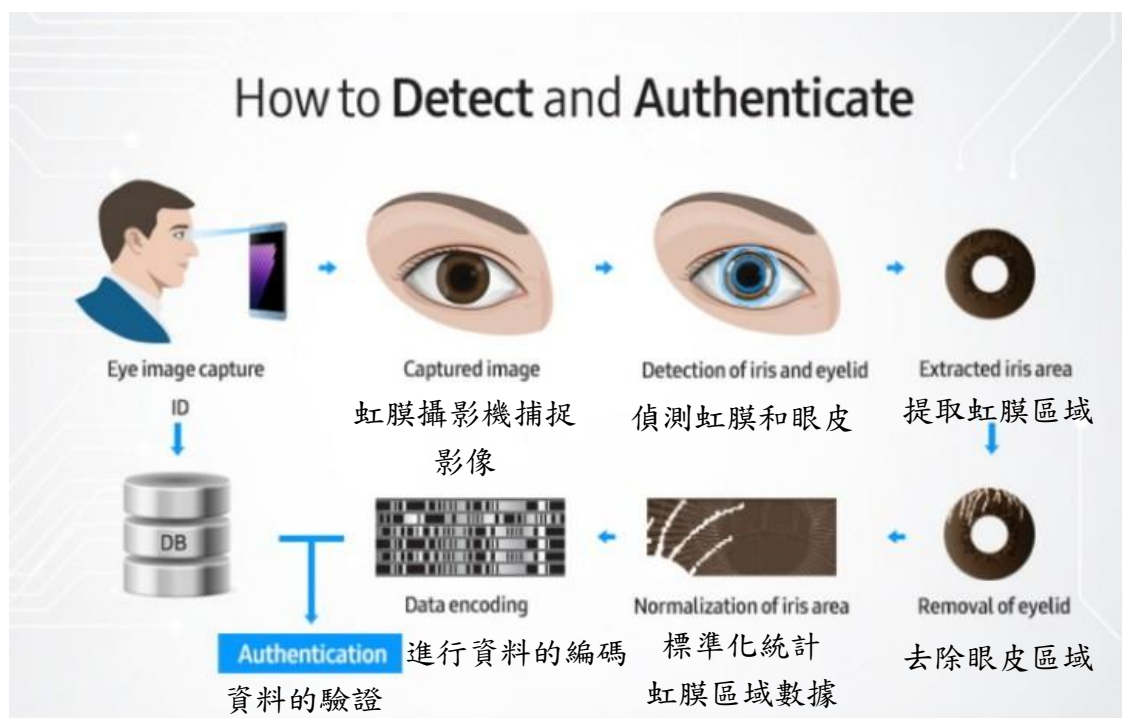 How to Detect and Authenticate
Eye image capture
Captured image
虹膜攝影機捕捉
影像
Detection of iris and eyelid
偵測虹膜和眼皮
Extracted iris area
提取虹膜區域
Removal of eyelid
去除眼皮區域
Normalization of iris area
標準化統計
虹膜區域數據
Data encoding
進行資料的編碼
ID
DB
Authentication
資料的驗證